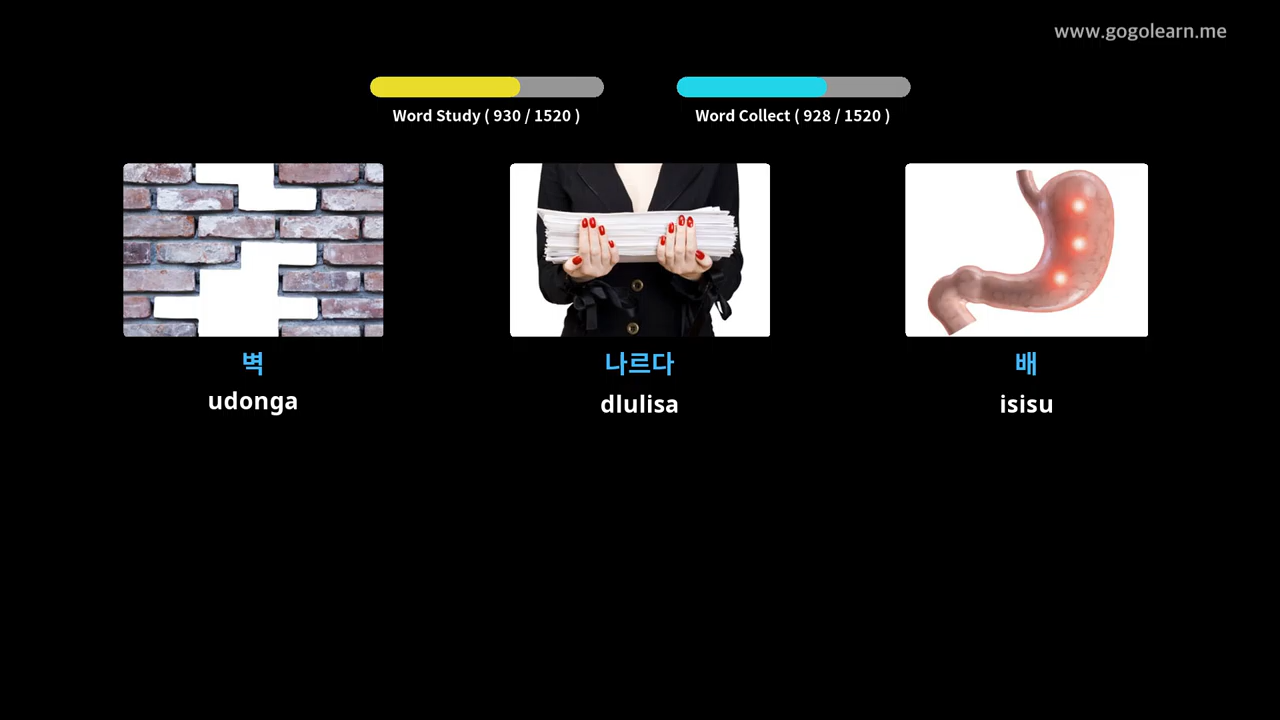 www.gogolearn.me
Word Study ( 930 / 1520 )
Word Collect ( 928 / 1520 )
벽
나르다
배
udonga
dlulisa
isisu